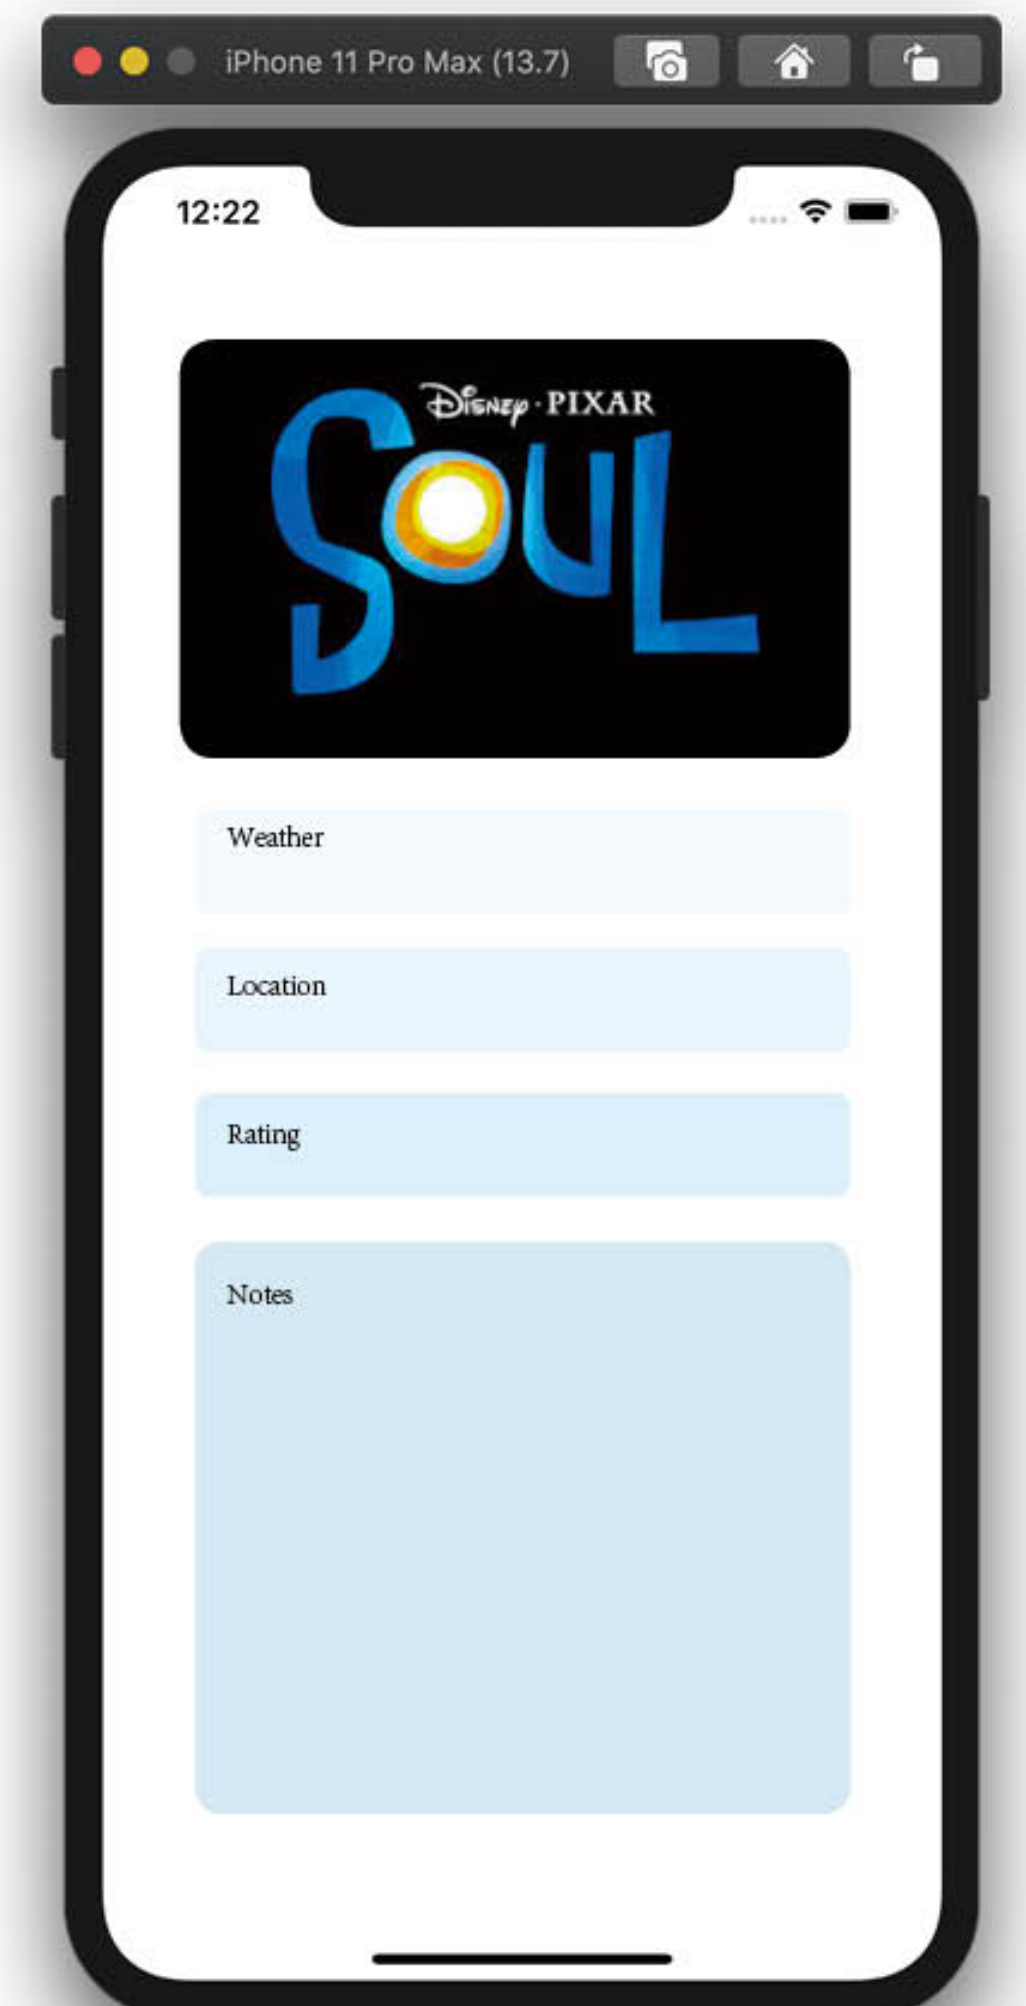 iPhone 11 Pro Max (13.7)
12:22
Disney · PIXAR
SOUL
Weather
Location
Rating
Notes